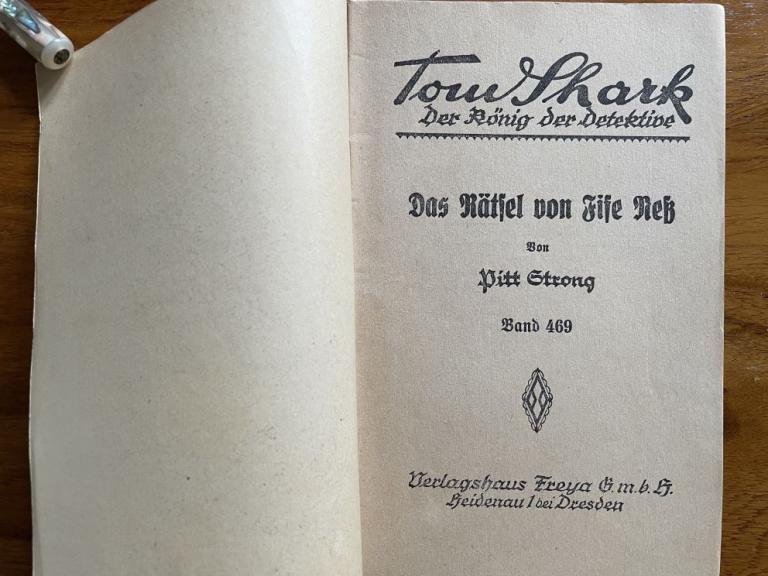 Tom Shark
Der König der Detektive
Das Rätsel von Fife Neß
Von
Pitt Strong
Band 469
Verlagshaus Freya G.m.b.H.
Heidenau 1 bei Dresden